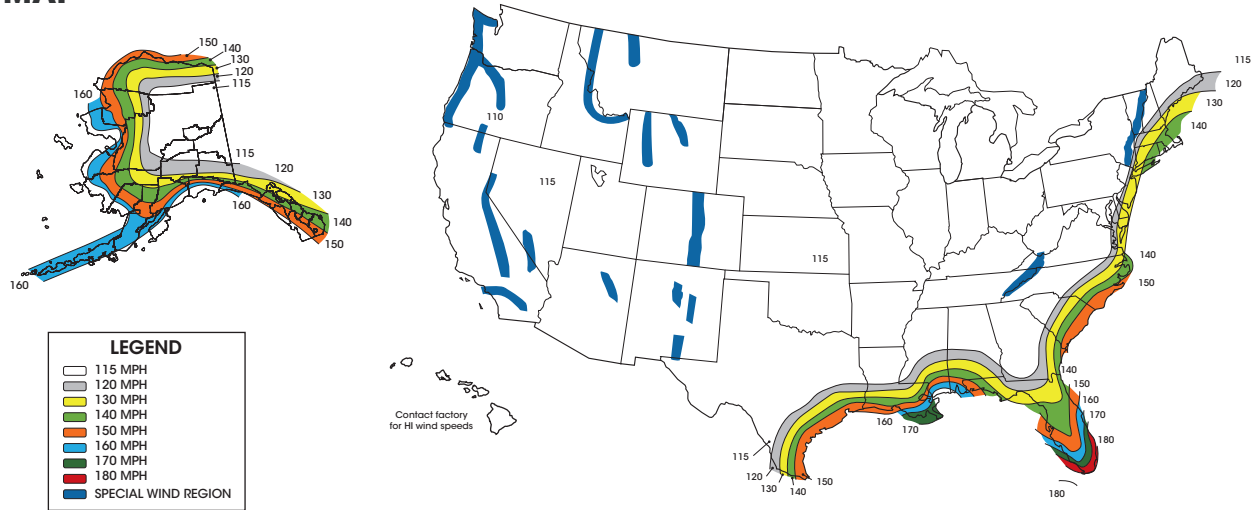 MAP
150
140
130
120
115
160
115
120
130
140
150
160
160
110
115
115
115
120
130
140
140
150
140
150
160
170
180
180
160
170
115
120
130
140
150
Contact factory
for HI wind speeds
LEGEND
115 MPH
120 MPH
130 MPH
140 MPH
150 MPH
160 MPH
170 MPH
180 MPH
SPECIAL WIND REGION